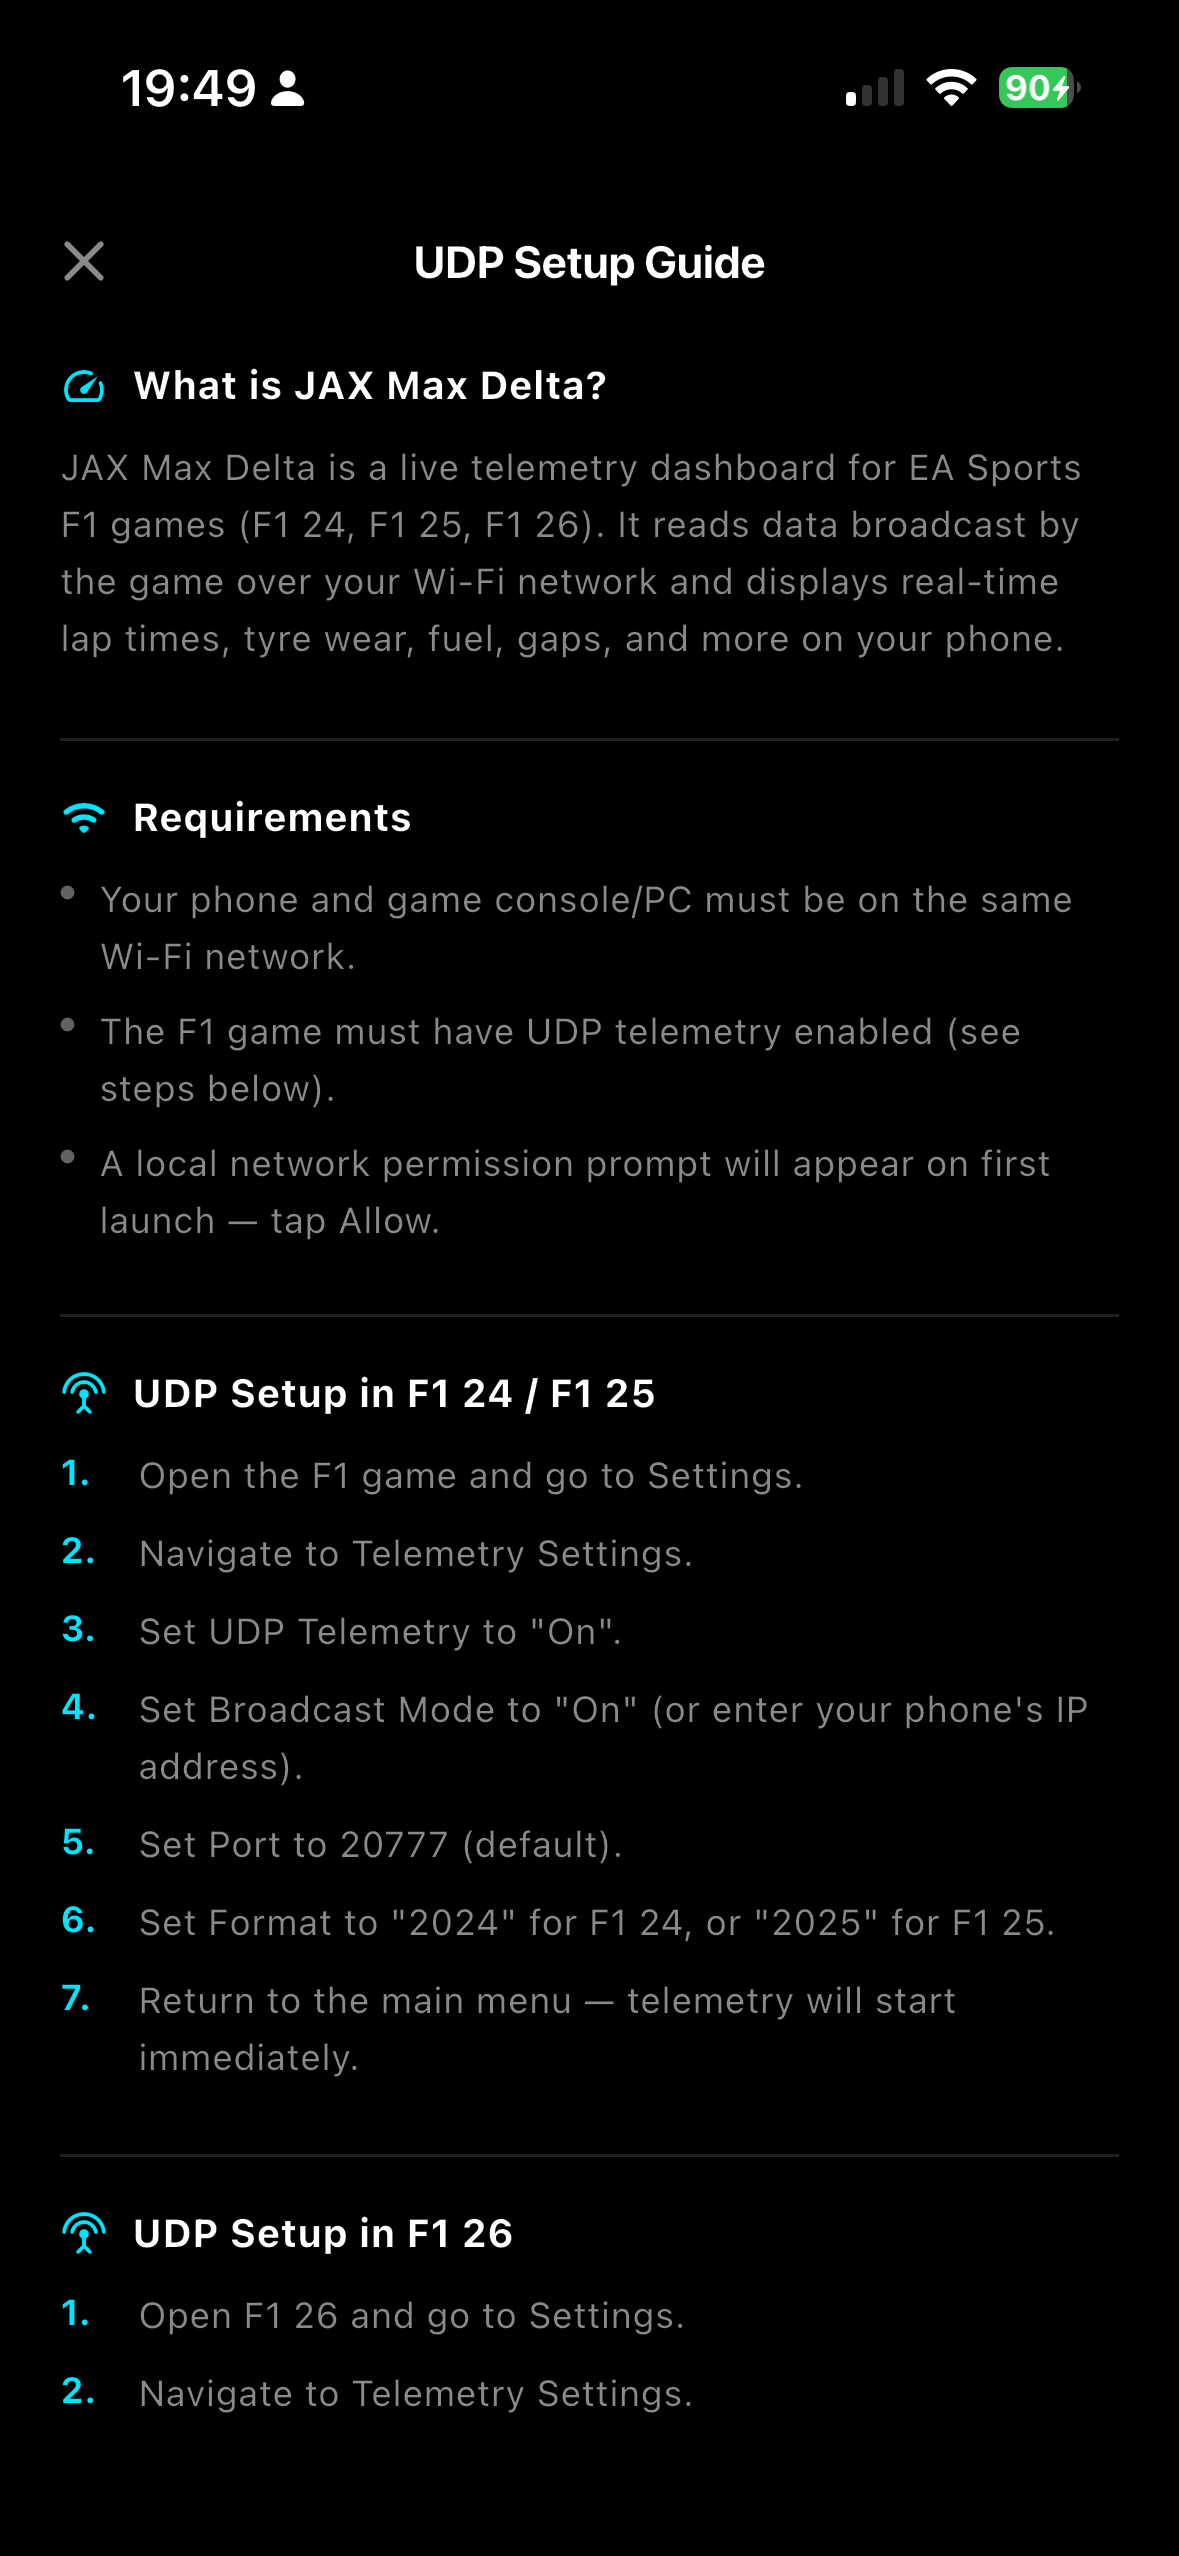 19:49
90
UDP Setup Guide
What is JAX Max Delta?
JAX Max Delta is a live telemetry dashboard for EA Sports
F1 games (F1 24, F1 25, F1 26). It reads data broadcast by
the game over your Wi-Fi network and displays real-time
lap times, tyre wear, fuel, gaps, and more on your phone.
Requirements
• Your phone and game console/PC must be on the same
Wi-Fi network.
• The F1 game must have UDP telemetry enabled (see
steps below).
• A local network permission prompt will appear on first
launch — tap Allow.
UDP Setup in F1 24 / F1 25
1. Open the F1 game and go to Settings.
2. Navigate to Telemetry Settings.
3. Set UDP Telemetry to "On".
4. Set Broadcast Mode to "On" (or enter your phone's IP
address).
5. Set Port to 20777 (default).
6. Set Format to "2024" for F1 24, or "2025" for F1 25.
7. Return to the main menu — telemetry will start
immediately.
UDP Setup in F1 26
1. Open F1 26 and go to Settings.
2. Navigate to Telemetry Settings.